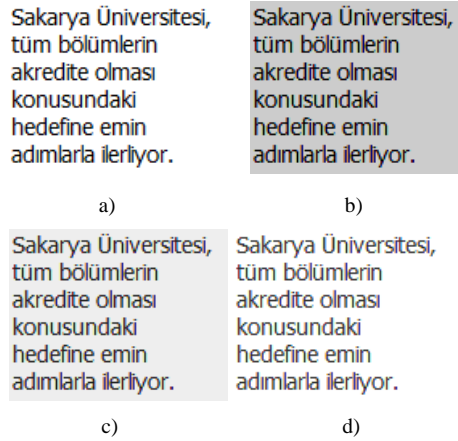 Sakarya Üniversitesi,
tüm bölümlerin
akredite olması
konusundaki
hedefine emin
adımlarla ilerliyor.
a)
Sakarya Üniversitesi,
tüm bölümlerin
akredite olması
konusundaki
hedefine emin
adımlarla ilerliyor.
b)
Sakarya Üniversitesi,
tüm bölümlerin
akredite olması
konusundaki
hedefine emin
adımlarla ilerliyor.
c)
Sakarya Üniversitesi,
tüm bölümlerin
akredite olması
konusundaki
hedefine emin
adımlarla ilerliyor.
d)